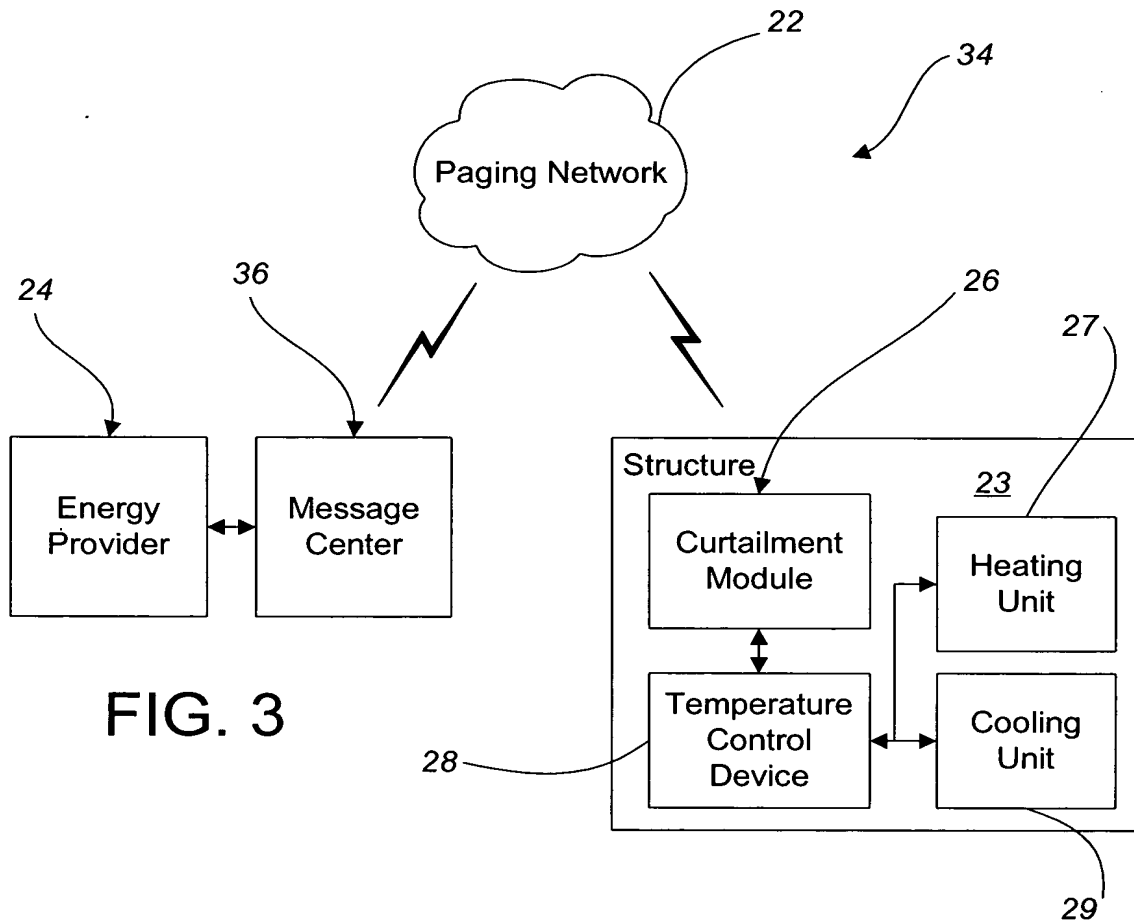 22
34
Paging Network
24
36
26
27
Energy
Provider
Message
Center
Structure
23
Curtailment
Module
Heating
Unit
FIG. 3
28
Temperature
Control
Device
Cooling
Unit
29